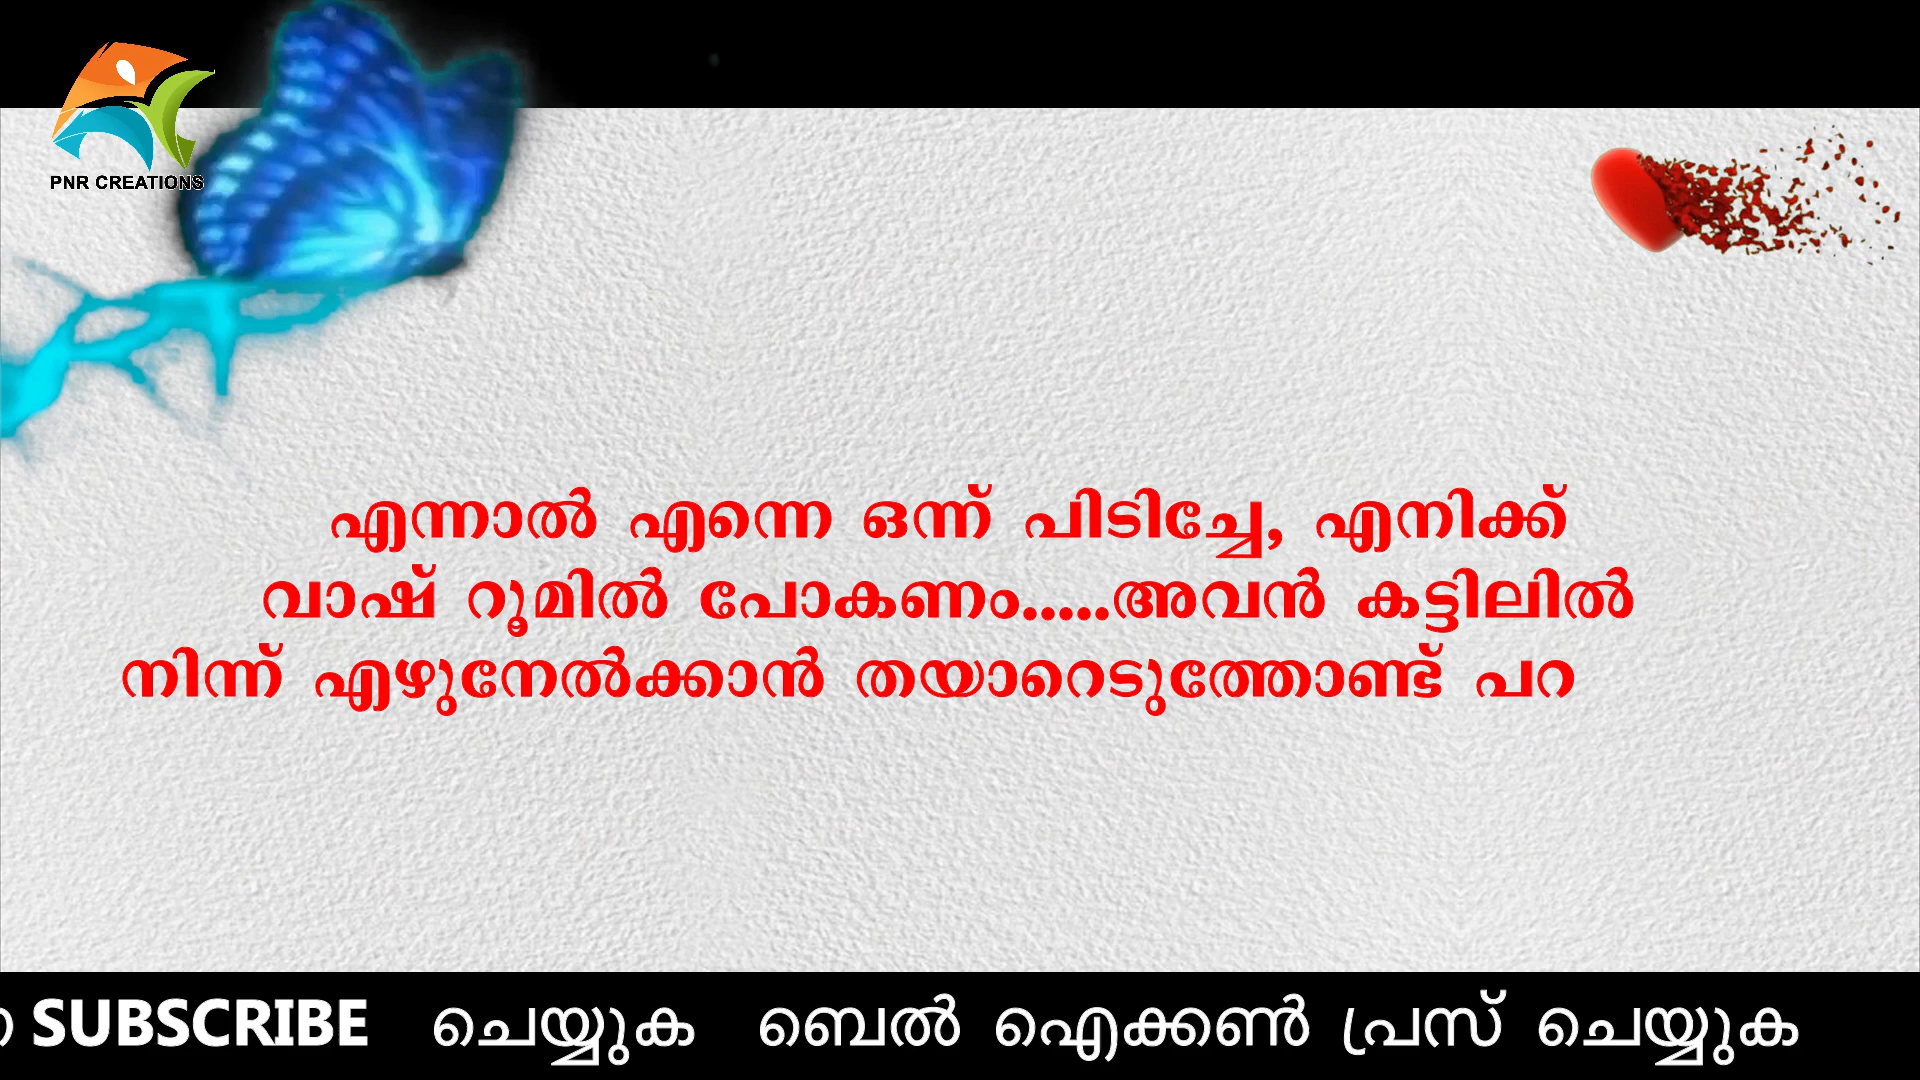 PNR CREATIONS
എന്നാൽ എന്നെ ഒന്ന് പിടിച്ചേ, എനിക്ക്
വാഷ് റൂമിൽ പോകണം.....അവൻ കട്ടിലിൽ
നിന്ന് എഴുനേൽക്കാൻ തയാറെടുത്തോണ്ട് പറ
SUBSCRIBE ചെയ്യുക ബെൽ ഐക്കൺ പ്രസ് ചെയ്യുക